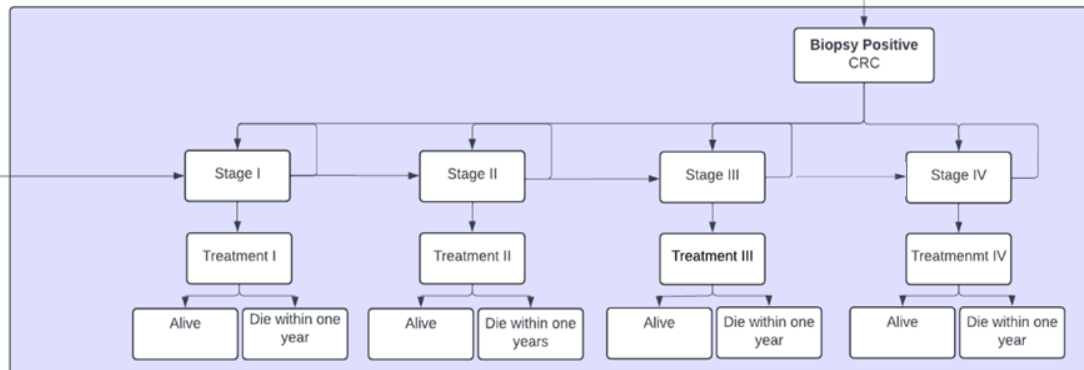 Biopsy Positive
CRC
Stage I
Stage II
Stage III
Stage IV
Treatment I
Treatment II
Treatment III
Treatmenmt IV
Alive
Die within one
years
Alive
Die within one
years
Alive
Die within one
year
Alive
Die within one
year